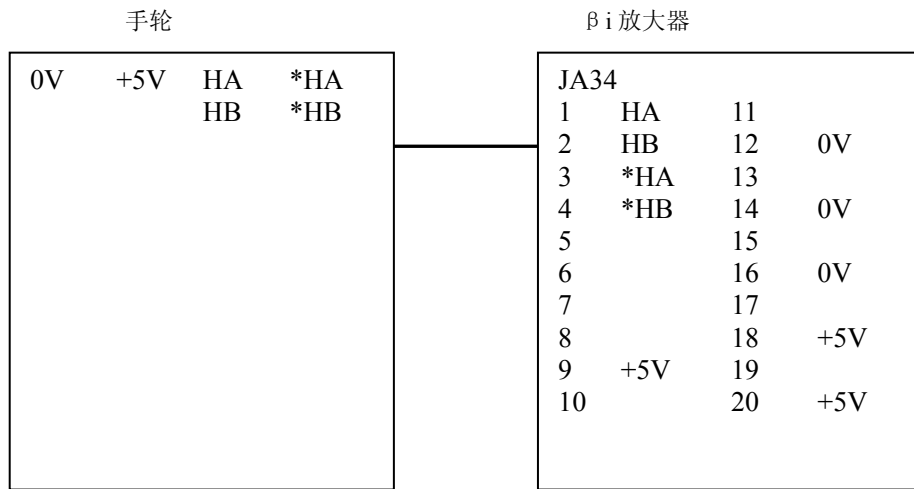 手轮
βi放大器
0V +5V HA *HA
HB *HB
JA34
1 HA 11
2 HB 12 0V
3 *HA 13
4 *HB 14 0V
5 15
6 16 0V
7 17
8 18 +5V
9 +5V 19
10 20 +5V